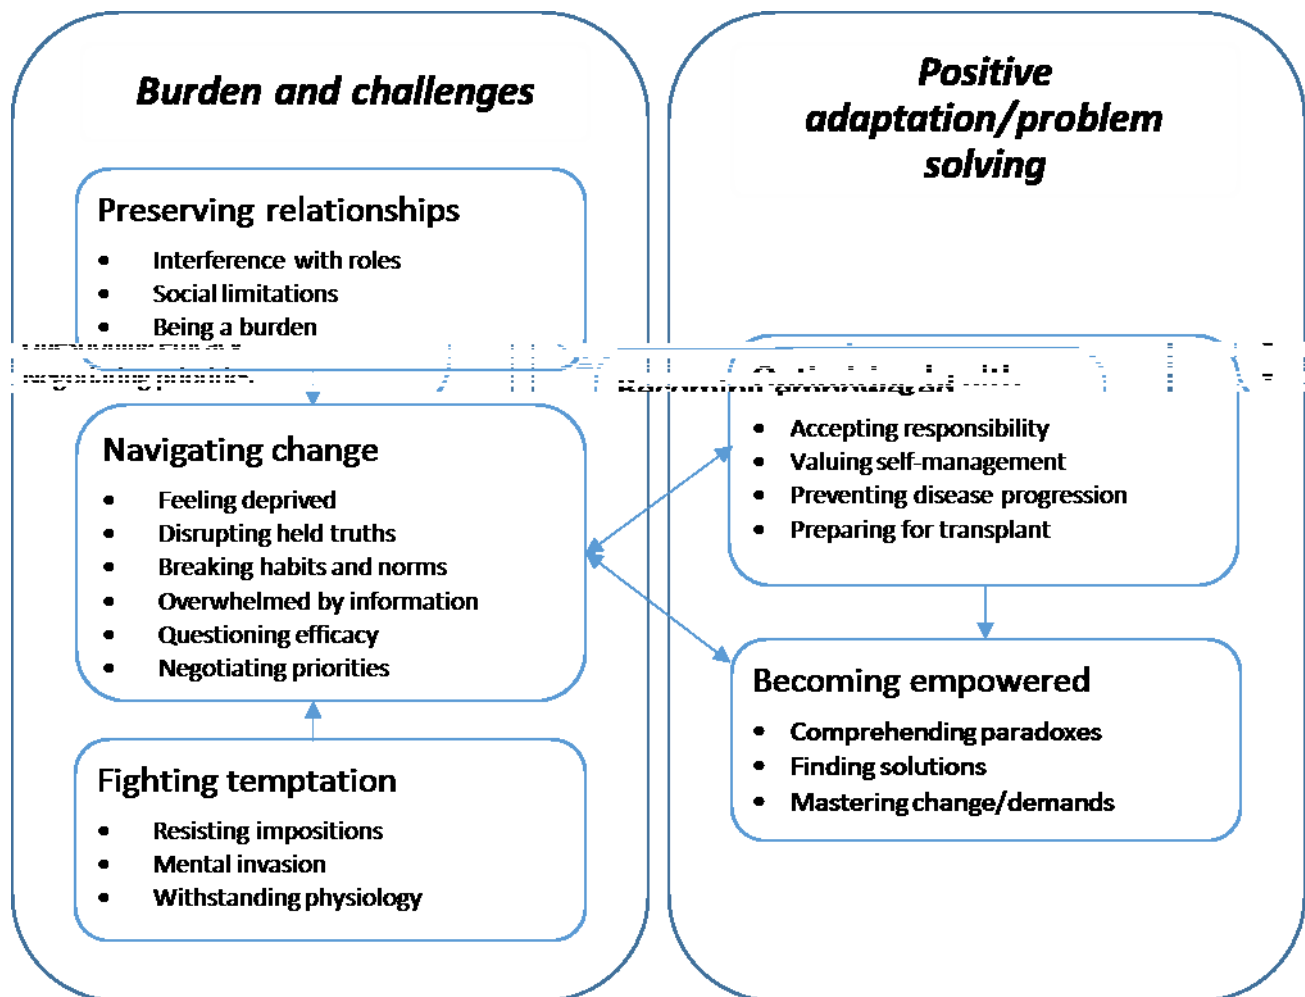 Burden and challenges
Preserving relationships
• Interference with roles
• Social limitations
• Being a burden
Navigating change
• Feeling deprived
• Disrupting held truths
• Breaking habits and norms
• Overwhelmed by information
• Questioning efficacy
• Negotiating priorities
Fighting temptation
• Resisting impositions
• Mental invasion
• Withstanding physiology
Positive
adaptation/problem
solving
• Accepting responsibility
• Valuing self-management
• Preventing disease progression
• Preparing for transplant
Becoming empowered
• Comprehending paradoxes
• Finding solutions
• Mastering change/demands